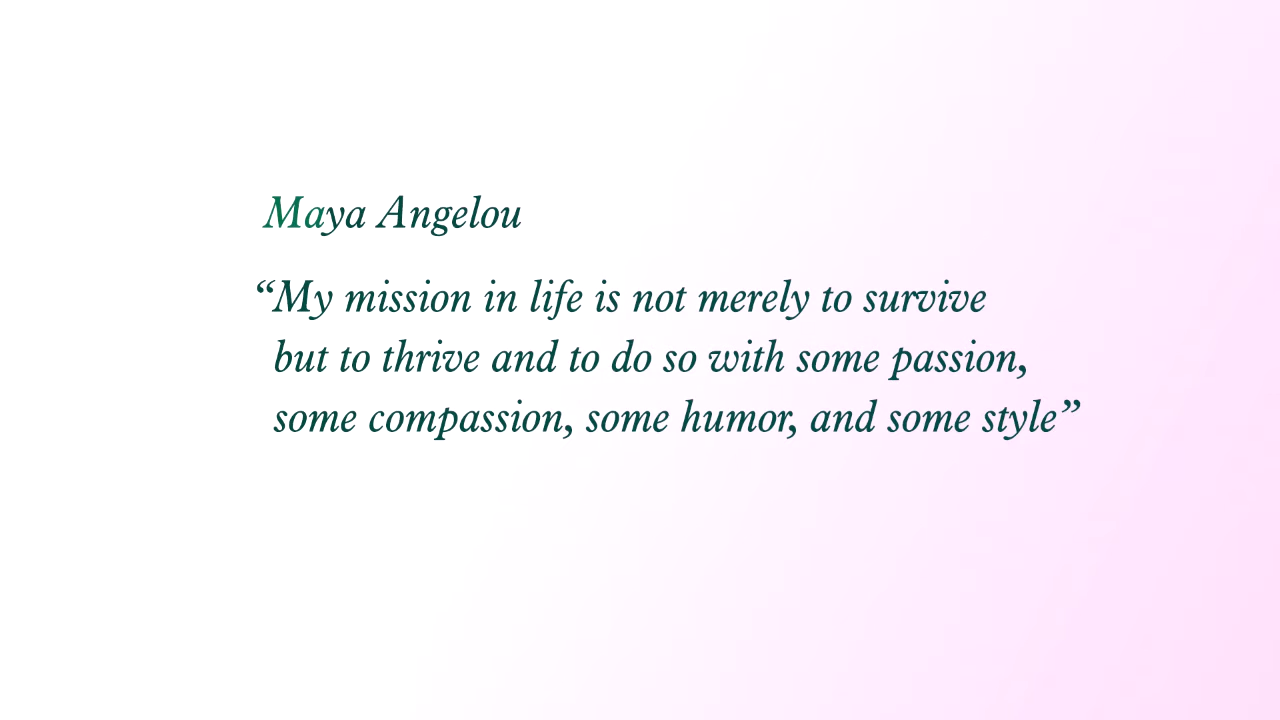 Maya Angelou
“My mission in life is not merely to survive
but to thrive and to do so with some passion,
some compassion, some humor, and some style”